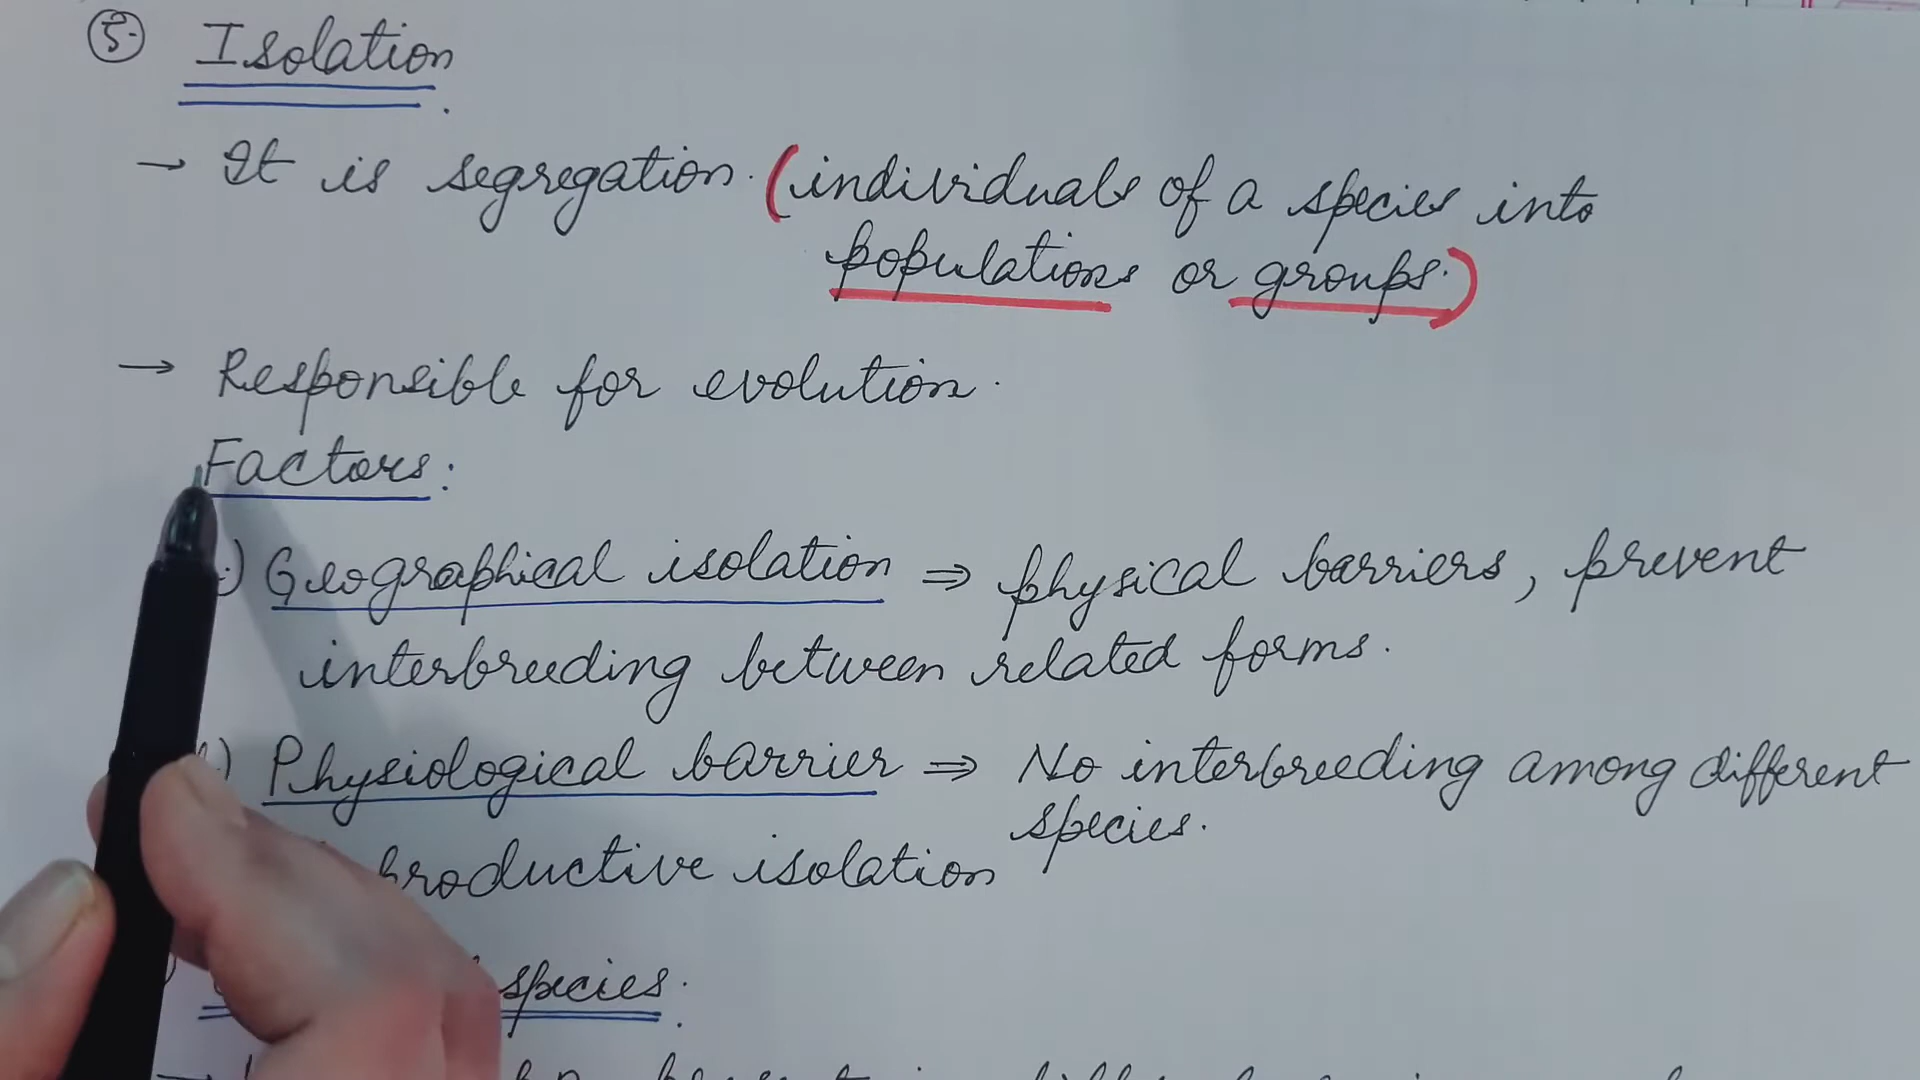 5. Isolation
→ It is segregation. (individuals of a species into
populations or groups.)
→ Responsible for evolution.
Factors:
Geographical isolation ⇒ physical barriers, prevent
interbreeding between related forms.
Physiological barrier ⇒ No interbreeding among different
species.
productive isolation
species.